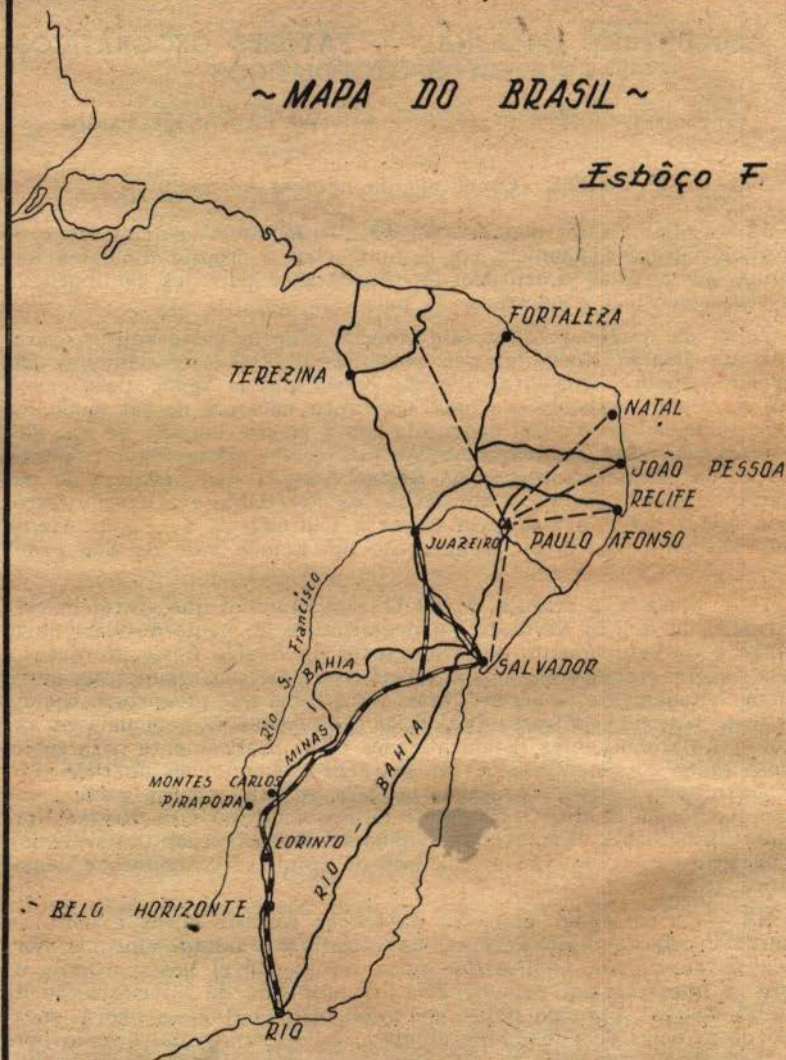 ~ MAPA DO BRASIL ~
Esbôço F.
FORTALEZA
TEREZINA
NATAL
JOÃO PESSOA
RECIFE
JUAZEIRO
PAULO AFONSO
Rio S. Francisco
SALVADOR
MINAS - BAHIA
RIO - BAHIA
MONTES CARLOS
PIRAPORA
CORINTO
BELO HORIZONTE
RIO